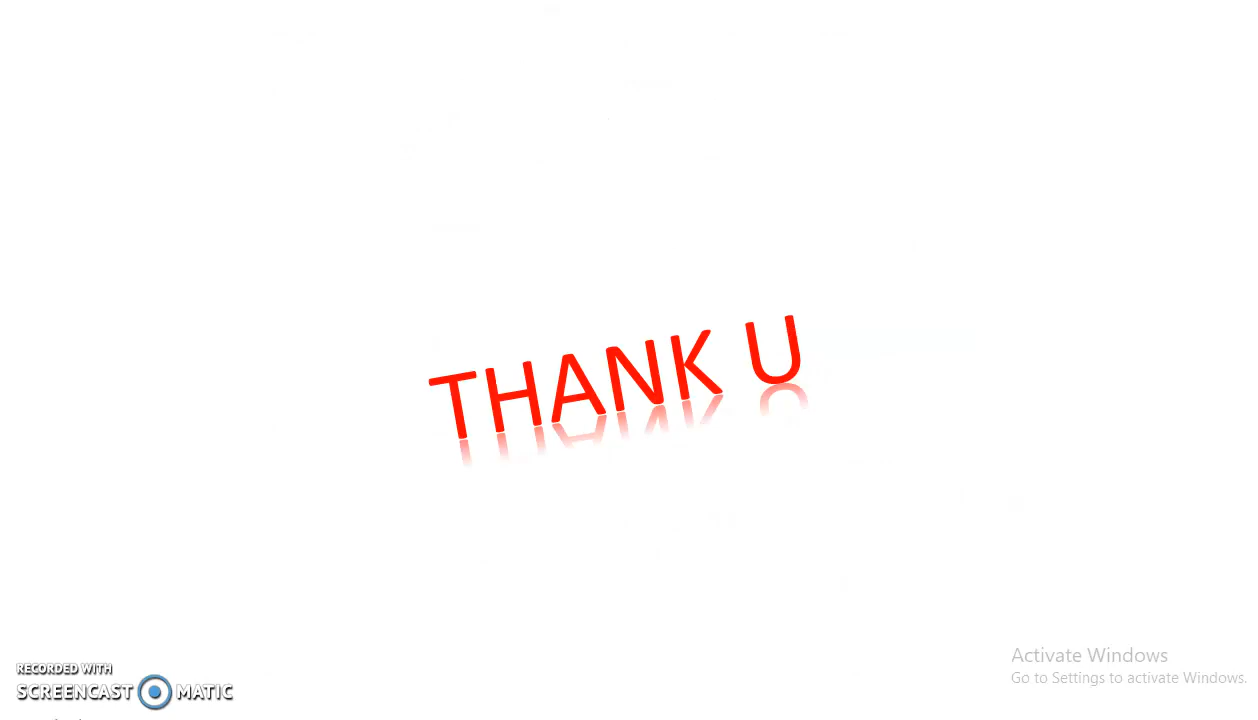 THANK U
RECORDED WITH
SCREENCAST MATIC
Activate Windows
Go to Settings to activate Windows.